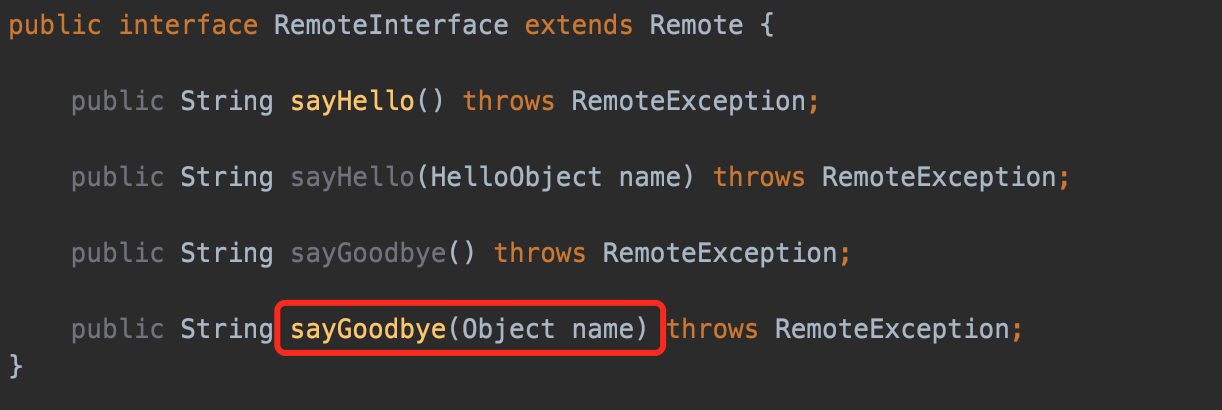 public interface RemoteInterface extends Remote {
public String sayHello() throws RemoteException;
public String sayHello(HelloObject name) throws RemoteException;
public String sayGoodbye() throws RemoteException;
public String sayGoodbye(Object name) throws RemoteException;
}